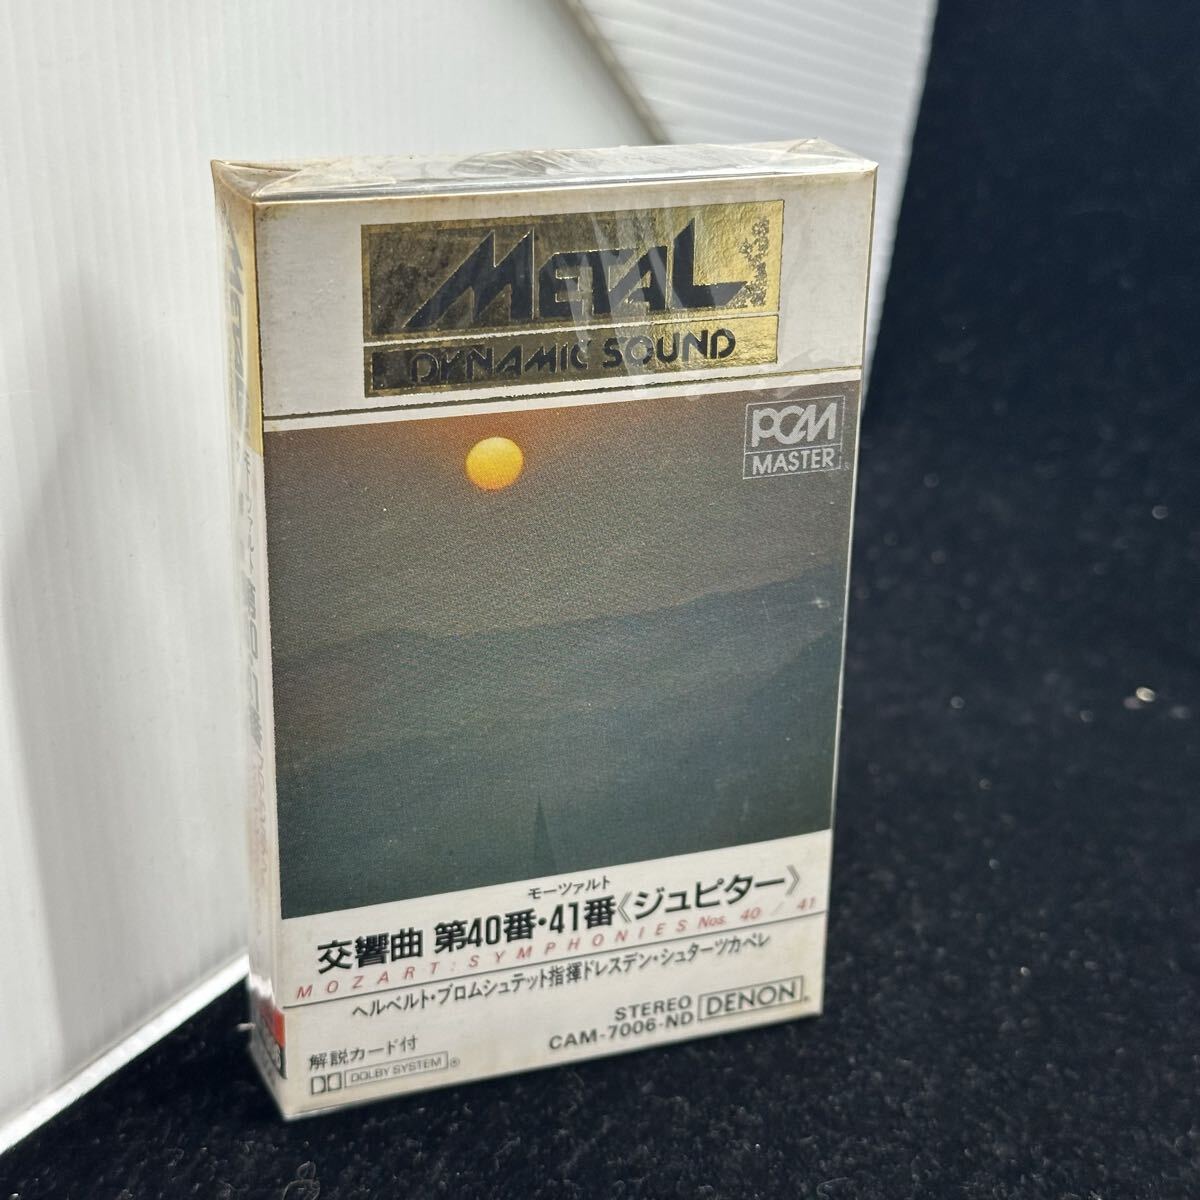 METAL
DYNAMIC SOUND
PCM
MASTER
モーツァルト
交響曲 第40番・41番《ジュピター》
MOZART: SYMPHONIES Nos. 40 / 41
ヘルベルト・ブロムシュテット指揮ドレスデン・シュターツカペレ
STEREO
CAM-7006-ND
DENON
解説カード付
DOLBY SYSTEM
METAL